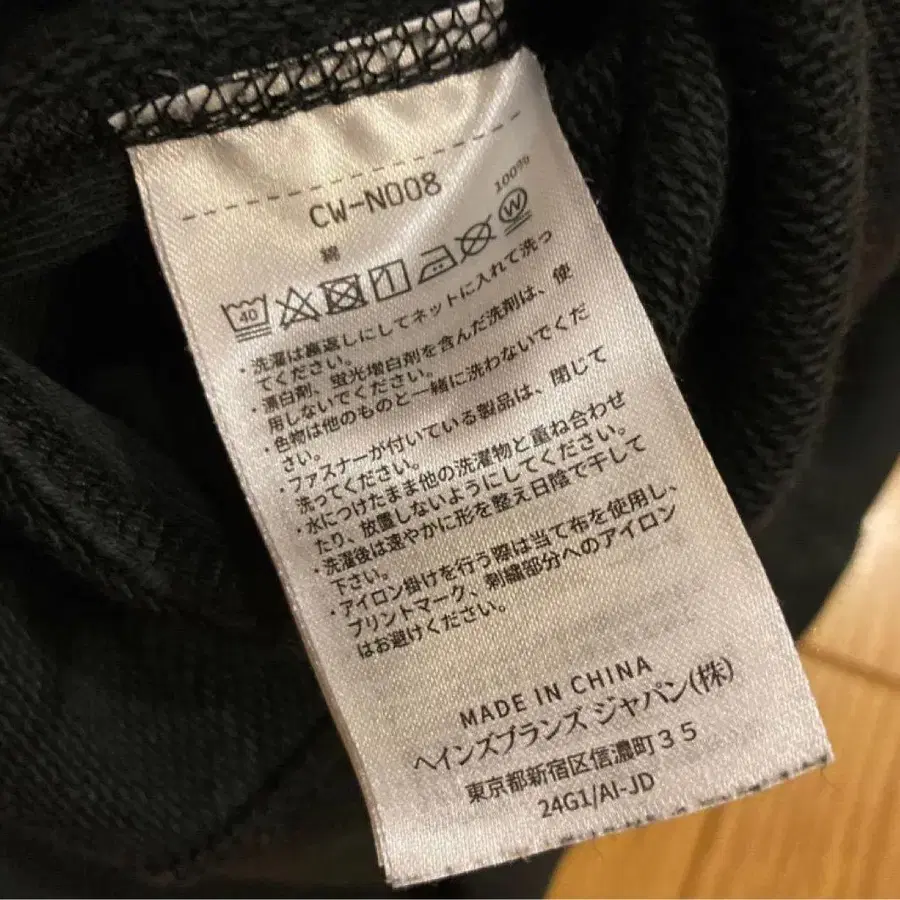 CW-N008
綿 100%
40 W
・洗濯は裏返しにしてネットに入れて洗っ
てください。
・漂白剤、蛍光増白剤を含んだ洗剤は、使
用しないでください。
・色物は他のものと一緒に洗わないでくだ
さい。
・ファスナーが付いている製品は、閉じて
洗ってください。
・水につけたまま他の洗濯物と重ね合わせ
たり、放置しないようにしてください。
・洗濯後は速やかに形を整え日陰で干して
下さい。
・アイロン掛けを行う際は当て布を使用し、
プリントマーク、刺繍部分へのアイロン
はお避けください。
MADE IN CHINA
ヘインズブランズ ジャパン(株)
東京都新宿区信濃町３５
24G1/AI-JD